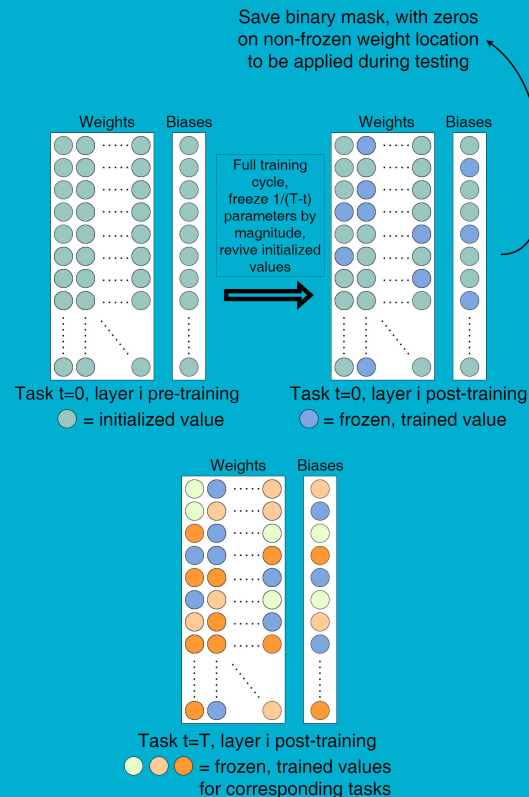 Save binary mask, with zeros
on non-frozen weight location
to be applied during testing
Weights Biases
Weights Biases
Full training
cycle,
freeze 1/(T-t)
parameters by
magnitude,
revive initialized
values
Task t=0, layer i pre-training
= initialized value
Task t=0, layer i post-training
= frozen, trained value
Weights Biases
Task t=T, layer i post-training
= frozen, trained values
for corresponding tasks